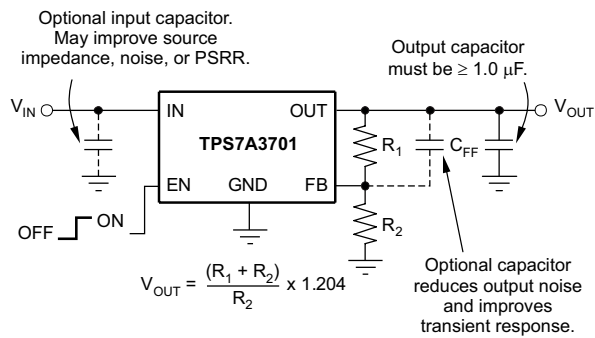 Optional input capacitor.
May improve source
impedance, noise, or PSRR.
Output capacitor
must be ≥ 1.0 μF.
V_IN
IN
OUT
V_OUT
TPS7A3701
R_1
C_FF
EN
GND
FB
OFF
ON
R_2
V_OUT = (R_1 + R_2) / R_2 x 1.204
Optional capacitor
reduces output noise
and improves
transient response.